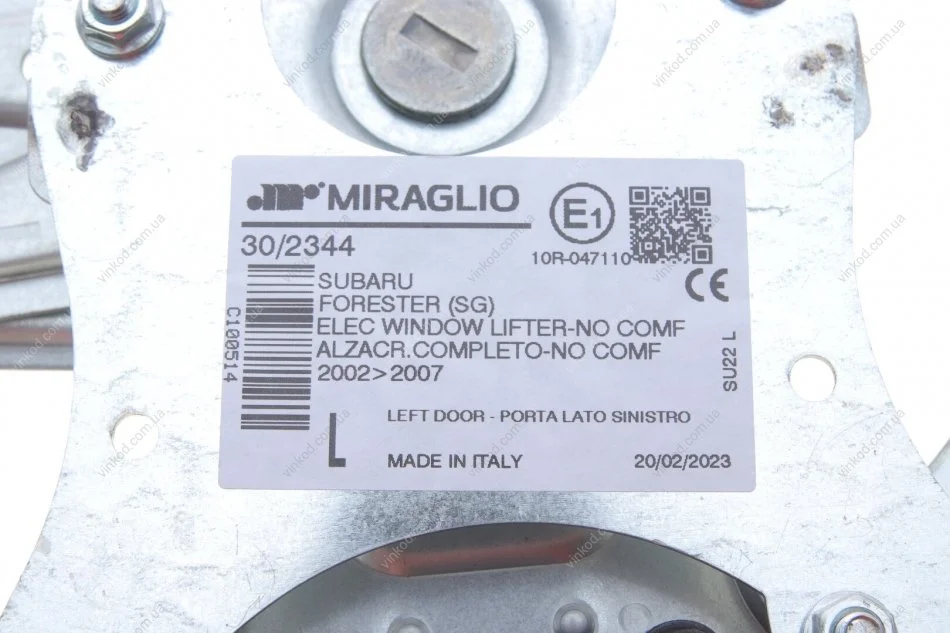 MIRAGLIO
E1
30/2344
10R-047110
SUBARU
FORESTER (SG)
ELEC WINDOW LIFTER-NO COMF
ALZACR.COMPLETO-NO COMF
2002>2007
C100514
SU22 L
CE
LEFT DOOR - PORTA LATO SINISTRO
L
MADE IN ITALY
20/02/2023
vinkod.com.ua